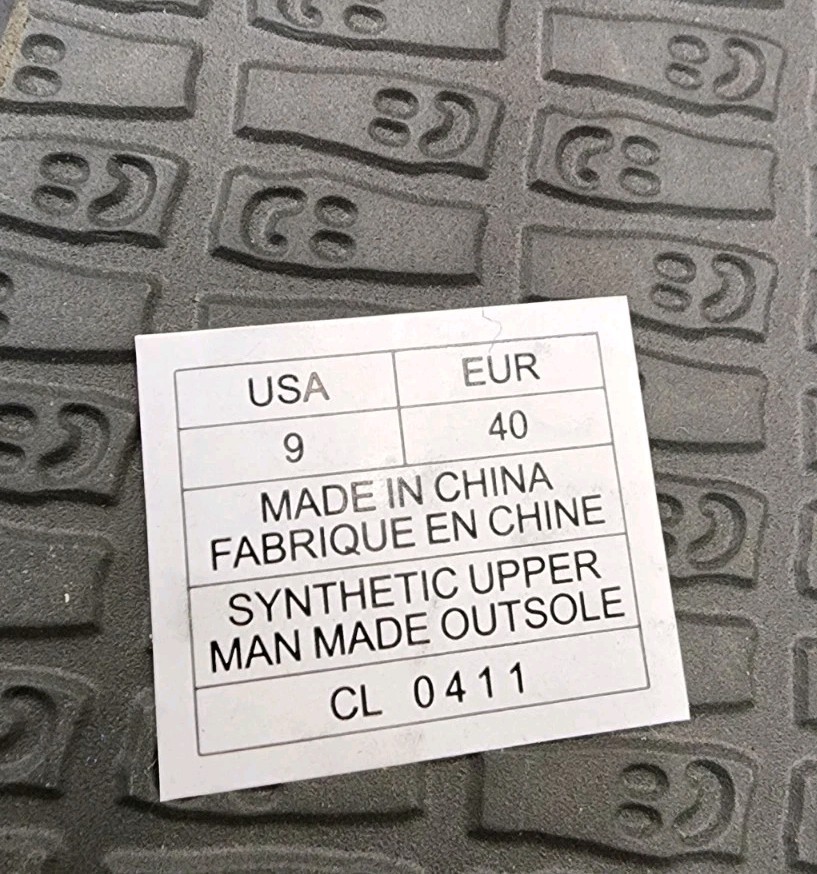 USA EUR
9 40
MADE IN CHINA
FABRIQUE EN CHINE
SYNTHETIC UPPER
MAN MADE OUTSOLE
CL 0411